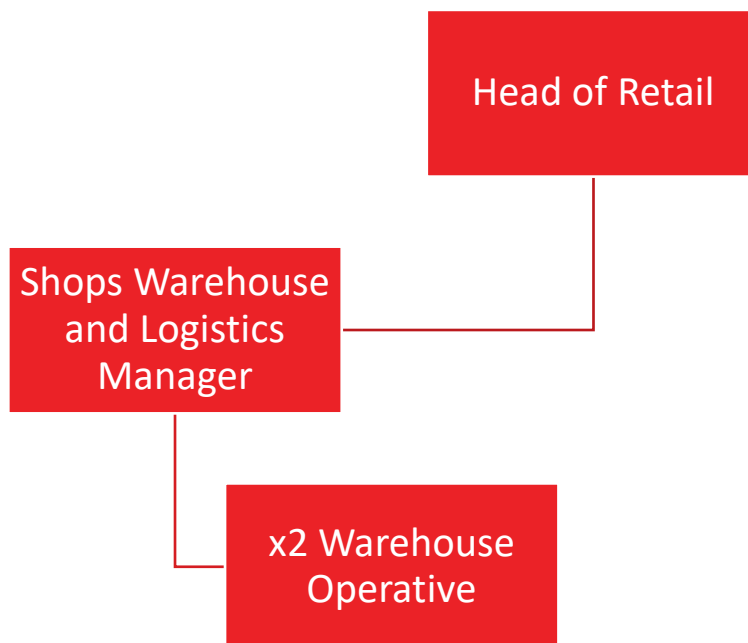 Head of Retail
Shops Warehouse
and Logistics
Manager
x2 Warehouse
Operative